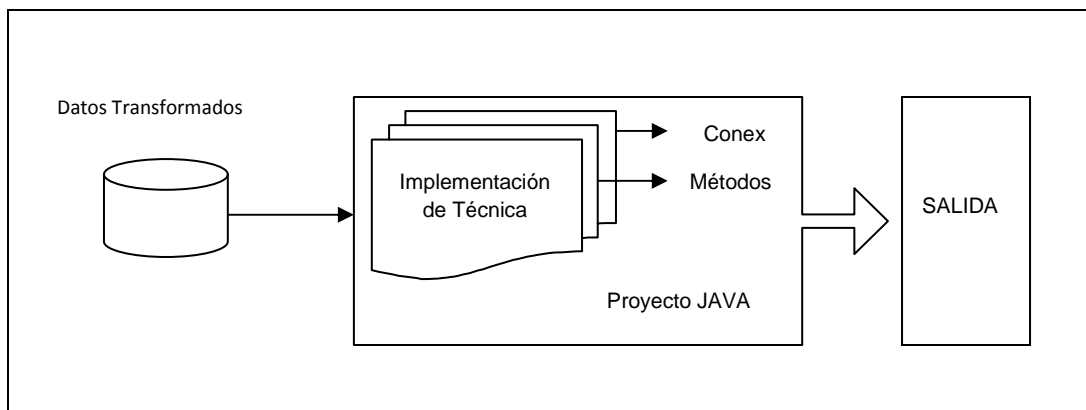 Datos Transformados
Conex
Implementación
de Técnica
Métodos
SALIDA
Proyecto JAVA